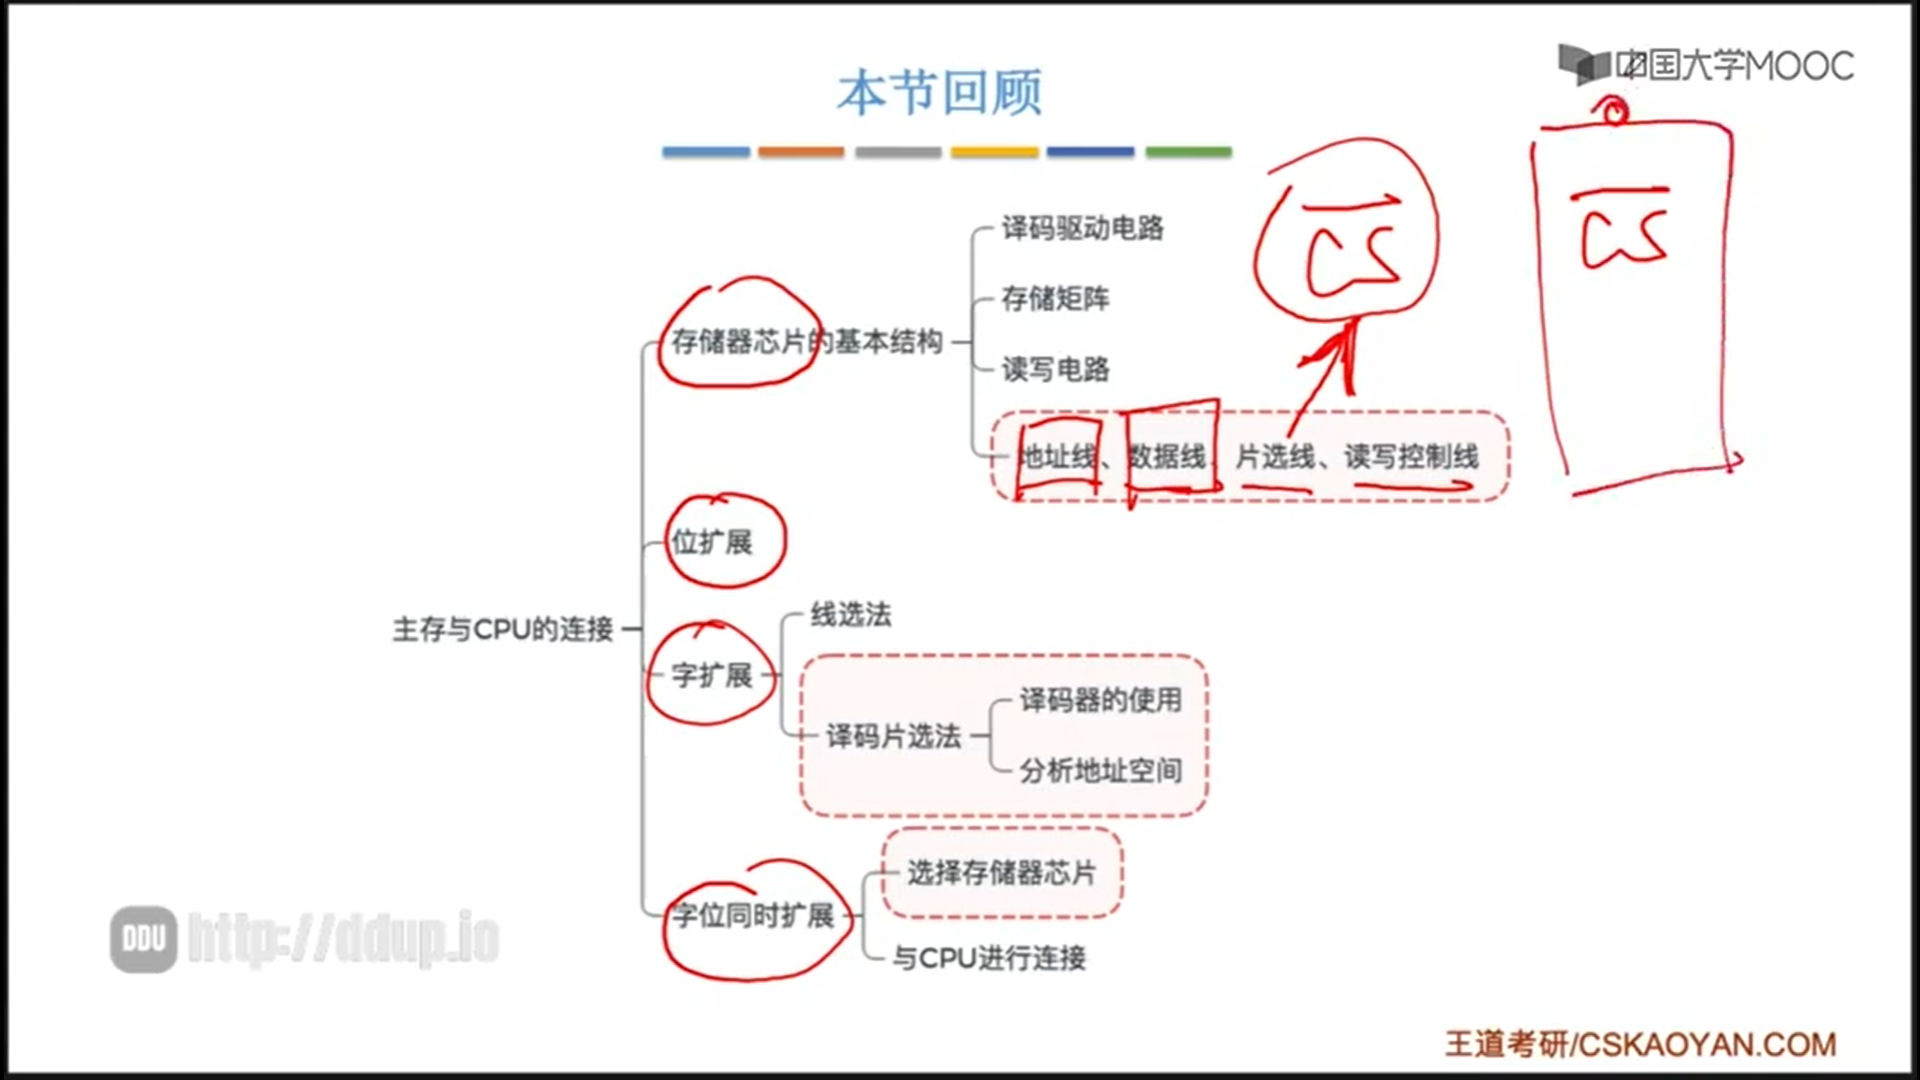 中国大学MOOC
本节回顾
译码驱动电路
CS
CS
存储矩阵
存储器芯片的基本结构
读写电路
地址线、数据线、片选线、读写控制线
位扩展
线选法
主存与CPU的连接
字扩展
译码器的使用
译码片选法
分析地址空间
选择存储器芯片
字位同时扩展
DDU http://ddup.io
与CPU进行连接
王道考研/CSKAOYAN.COM